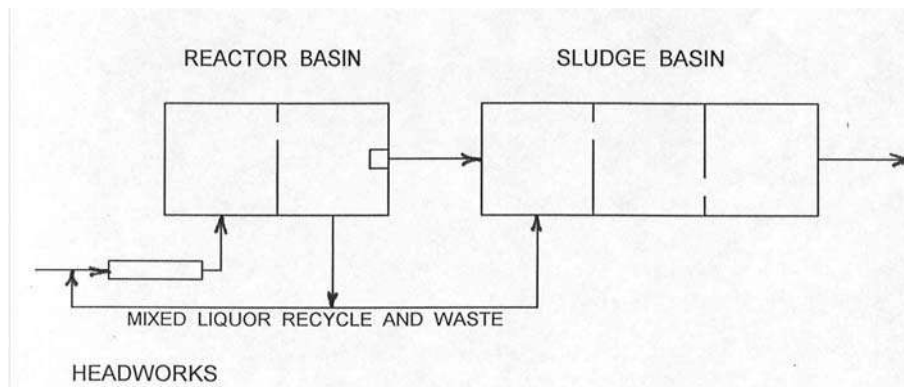 REACTOR BASIN
SLUDGE BASIN
MIXED LIQUOR RECYCLE AND WASTE
HEADWORKS